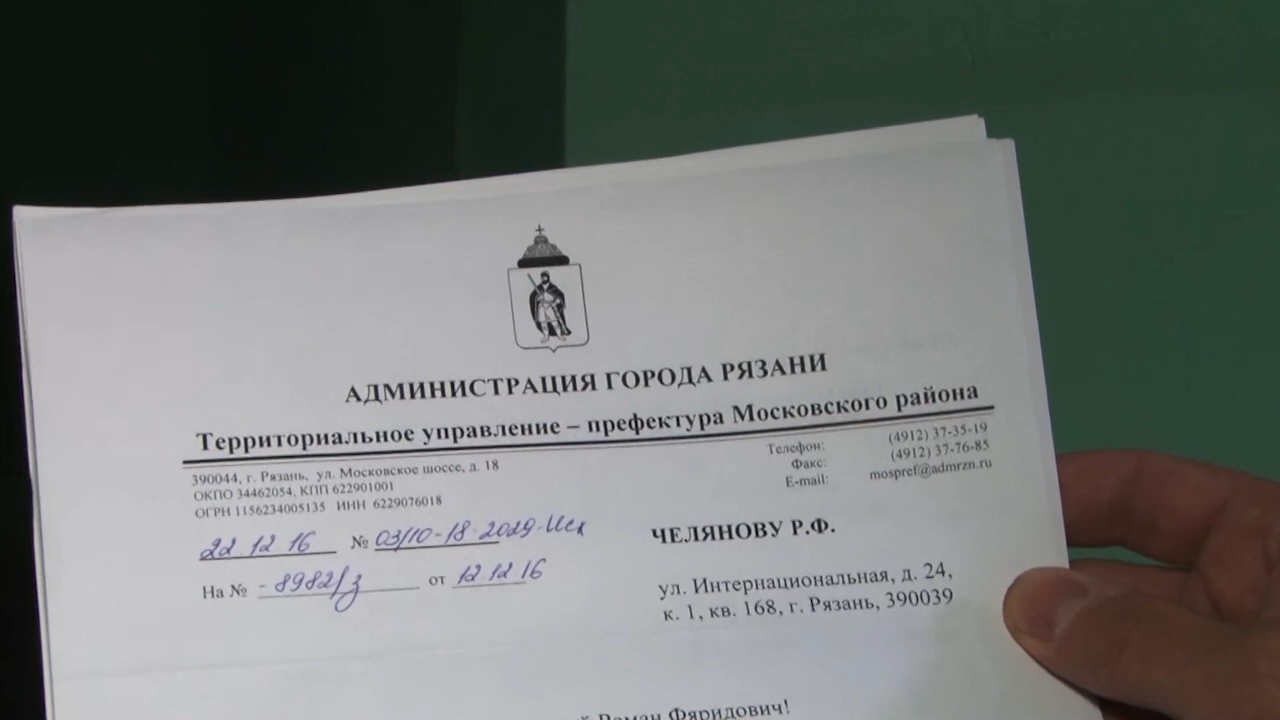 АДМИНИСТРАЦИЯ ГОРОДА РЯЗАНИ
Территориальное управление – префектура Московского района
390044, г. Рязань, ул. Московское шоссе, д. 18
ОКПО 34462054, КПП 622901001
ОГРН 1156234005135 ИНН 6229076018
Телефон: (4912) 37-35-19
Факс: (4912) 37-76-85
E-mail: mospref@admrzn.ru
22.12.16 № 03/10-18-2029-Исх
На № -8982/з от 12.12.16
ЧЕЛЯНОВУ Р.Ф.
ул. Интернациональная, д. 24,
к. 1, кв. 168, г. Рязань, 390039
Роман Фяридович!